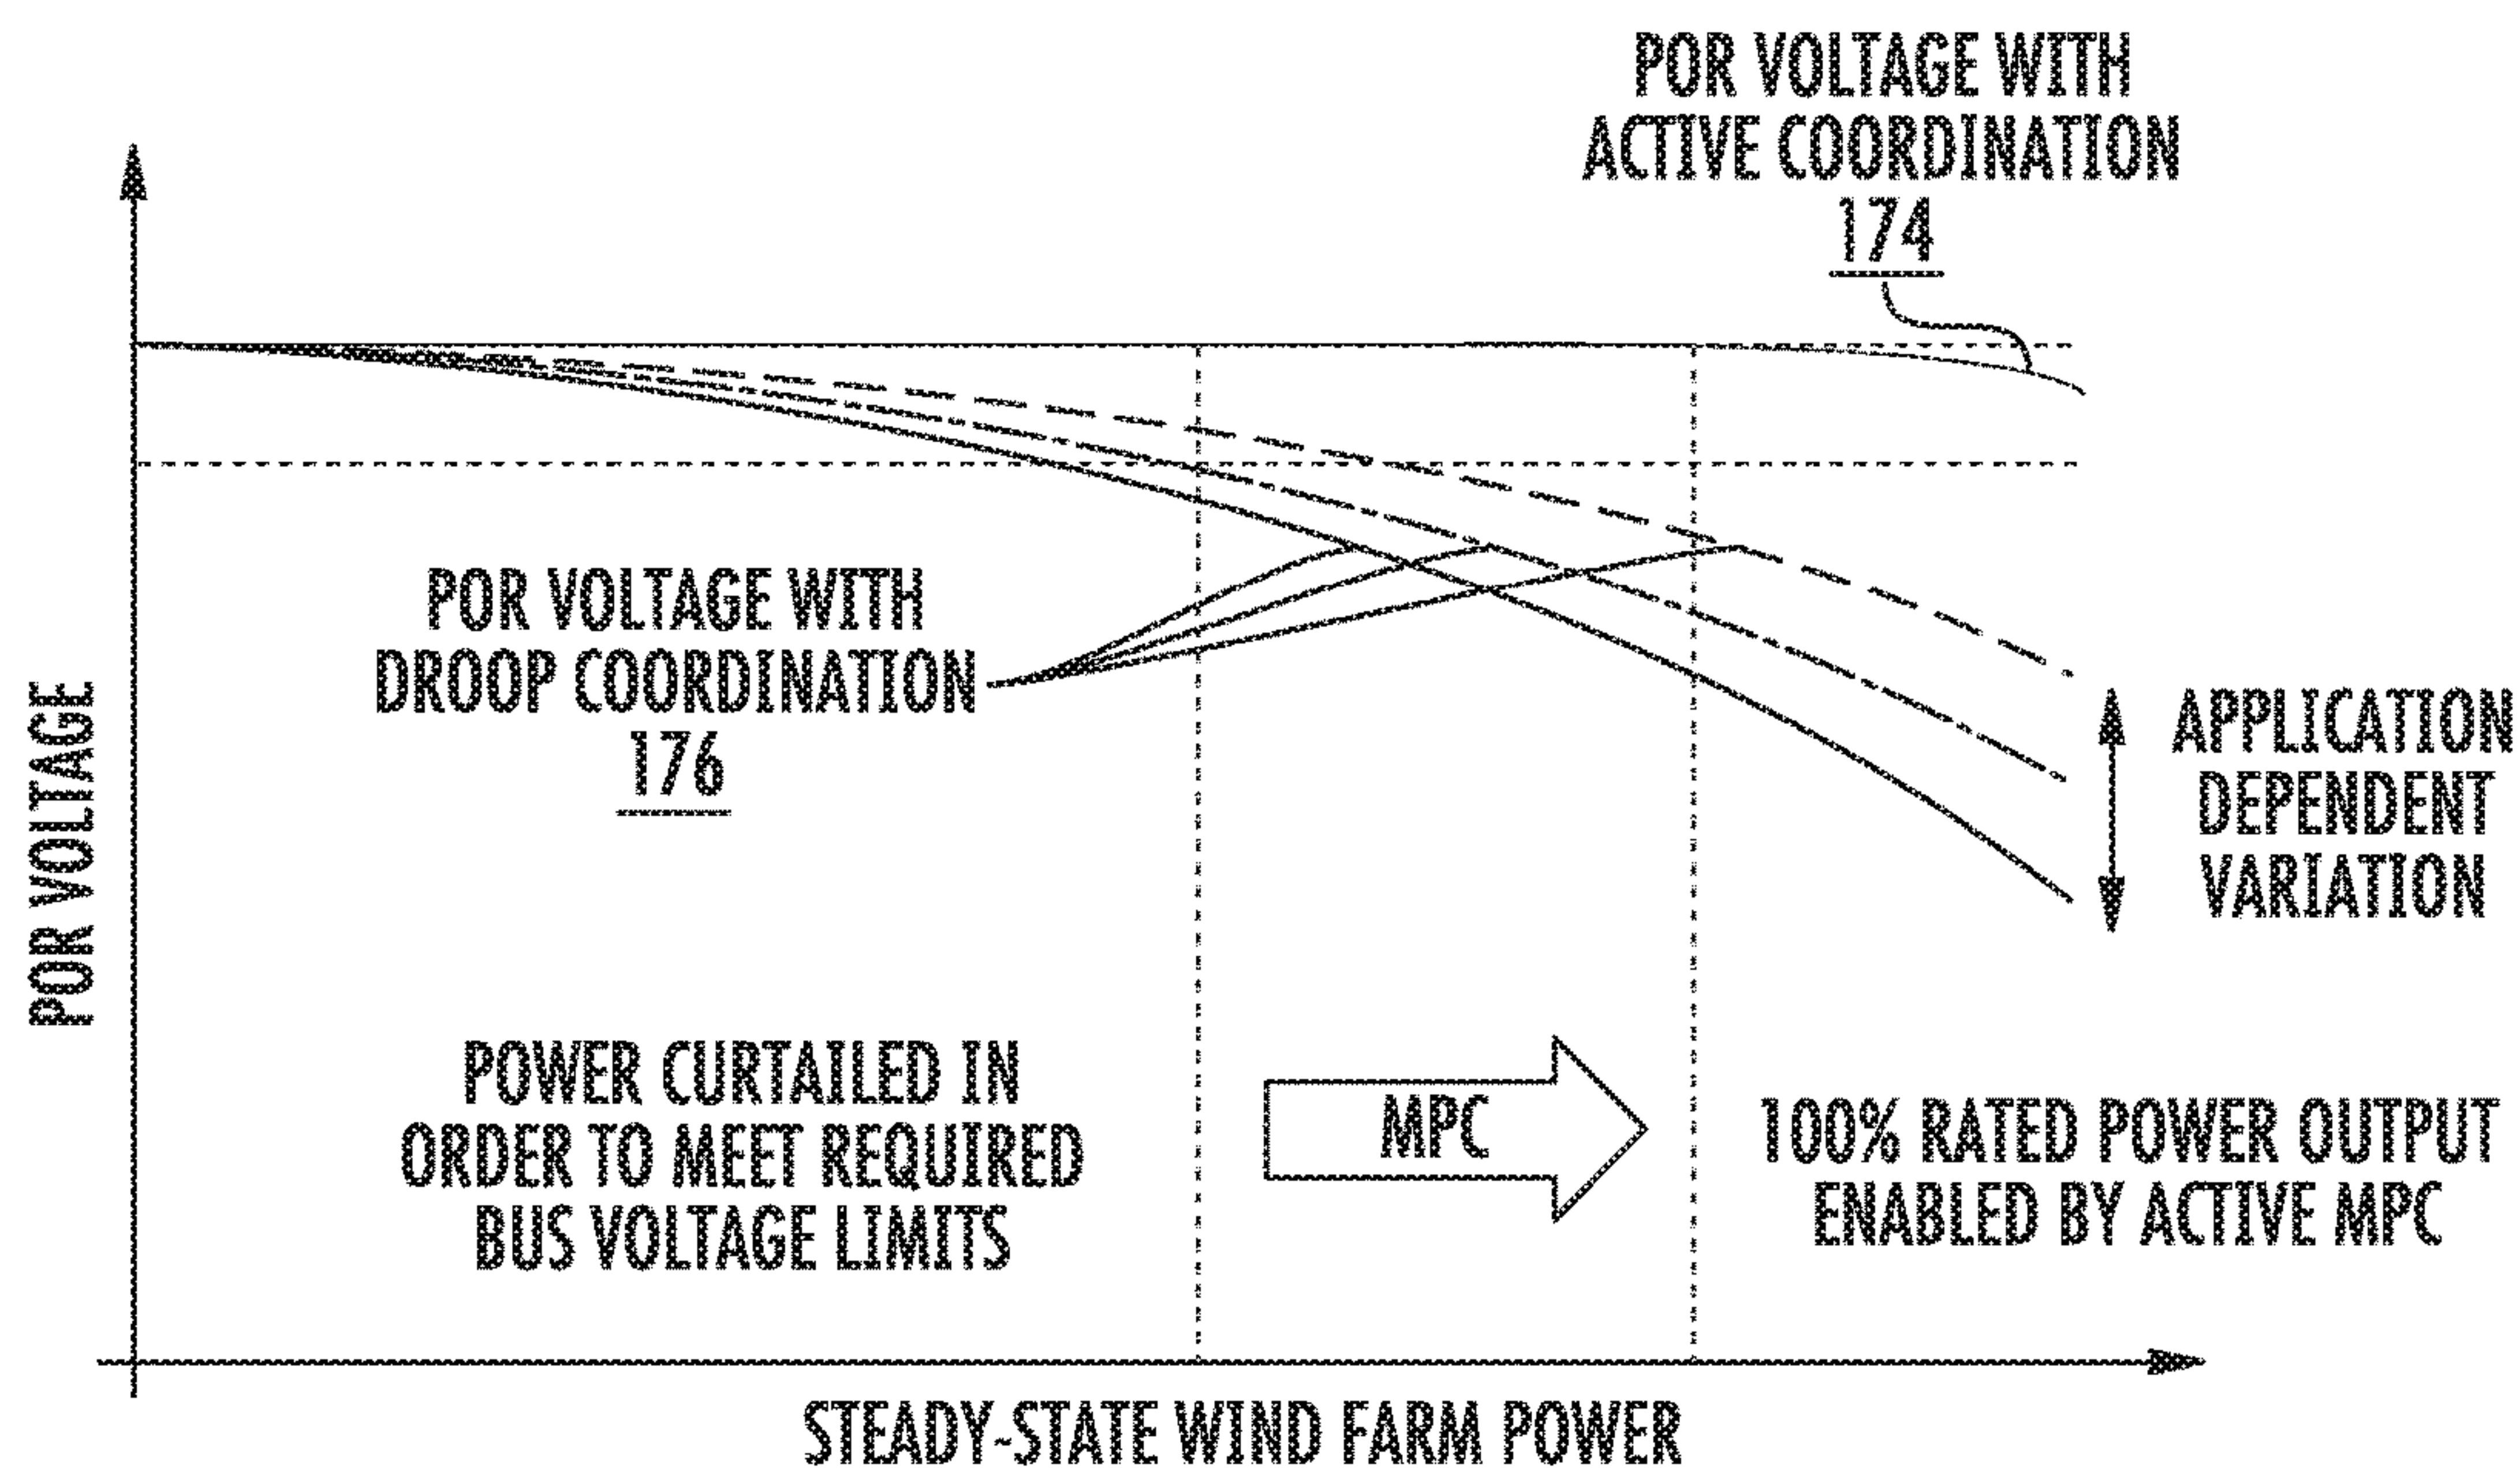 POR VOLTAGE WITH
ACTIVE COORDINATION
174
POR VOLTAGE WITH
DROOP COORDINATION
176
APPLICATION
DEPENDENT
VARIATION
POR VOLTAGE
POWER CURTAILED IN
ORDER TO MEET REQUIRED
BUS VOLTAGE LIMITS
MPC
100% RATED POWER OUTPUT
ENABLED BY ACTIVE MPC
STEADY-STATE WIND FARM POWER